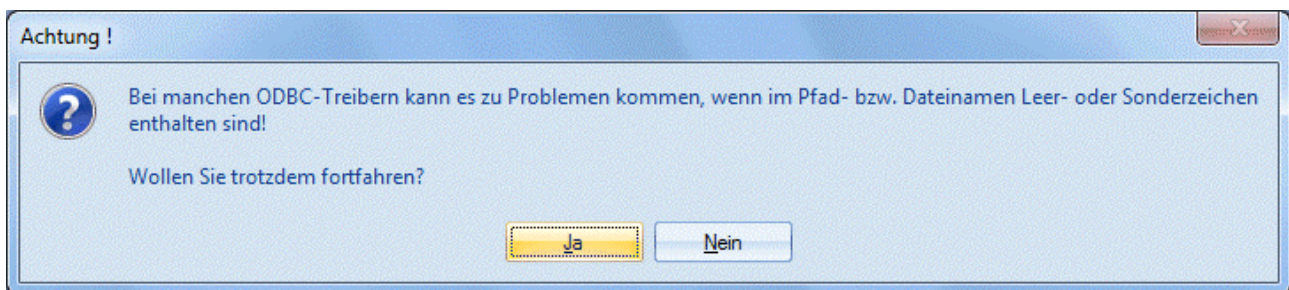 Achtung !
Bei manchen ODBC-Treibern kann es zu Problemen kommen, wenn im Pfad- bzw. Dateinamen Leer- oder Sonderzeichen
enthalten sind!
Wollen Sie trotzdem fortfahren?
Ja
Nein